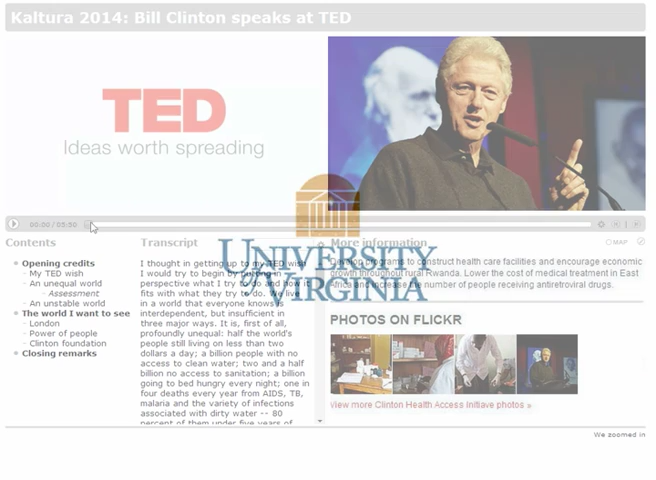 Kaltura 2014: Bill Clinton speaks at TED
TED
Ideas worth spreading
00:00 / 05:50
Contents
Opening credits
- My TED wish
- An unequal world
- Assessment
- An unstable world
The world I want to see
- London
- Power of people
- Clinton foundation
Closing remarks
Transcript
I thought in getting up to my TED wish
I would try to begin by putting in
perspective what I try to do and how it
fits with what they try to do. We live
in a world that everyone knows is
interdependent, but insufficient in
three major ways. It is, first of all,
profoundly unequal: half the world's
people still living on less than two
dollars a day; a billion people with no
access to clean water; two and a half
billion no access to sanitation; a billion
going to bed hungry every night; one in
four deaths every year from AIDS, TB,
malaria and the variety of infections
associated with dirty water -- 80
percent of them under five years of
UNIVERSITY
of VIRGINIA
More information
MAP
Develop programs to construct health care facilities and encourage economic
growth throughout rural Rwanda. Lower the cost of medical treatment in East
Africa and increase the number of people receiving antiretroviral drugs.
PHOTOS ON FLICKR
view more Clinton Health Access Initiave photos »
We zoomed in